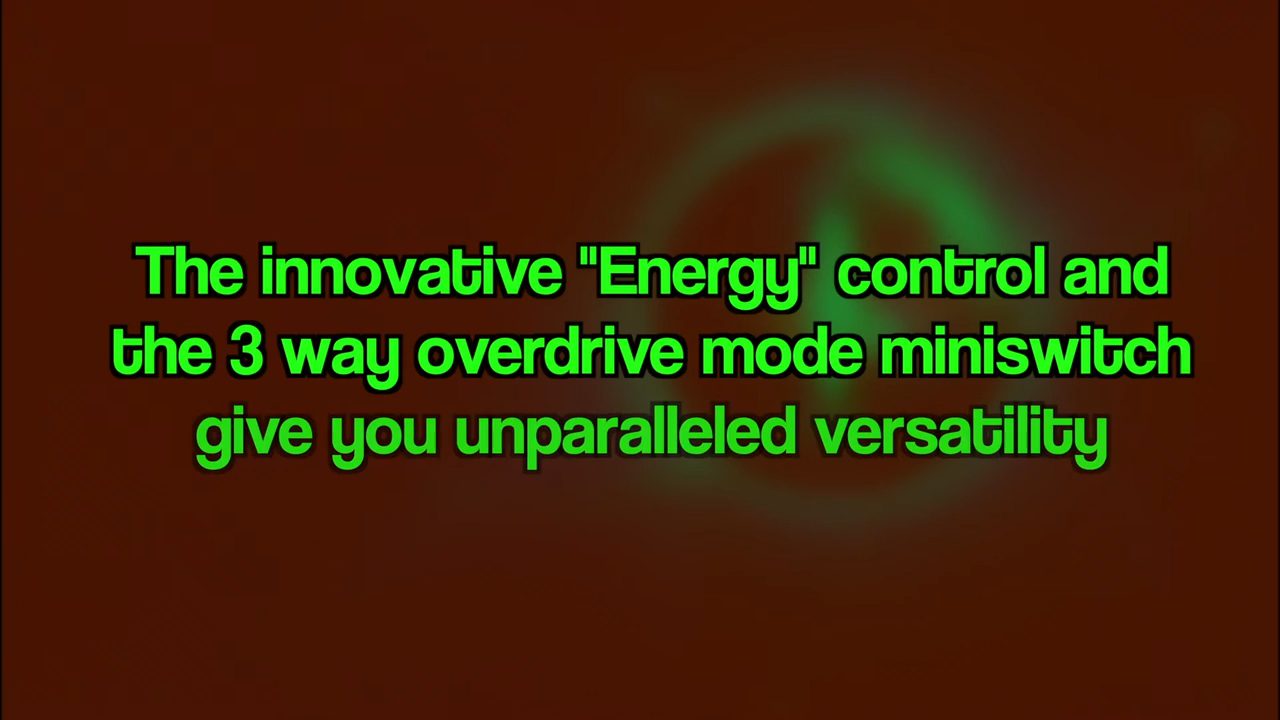 The innovative "Energy" control and
the 3 way overdrive mode miniswitch
give you unparalleled versatility